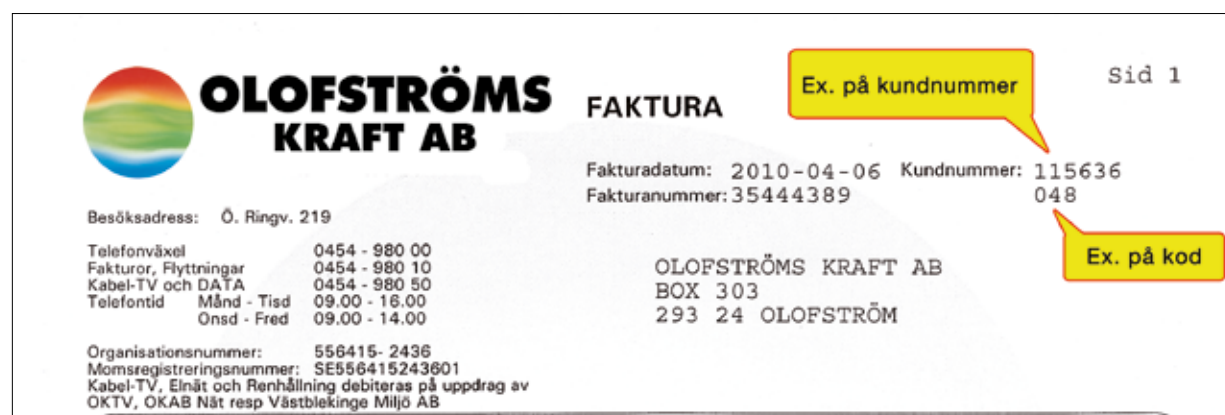 OLOFSTRÖMS
KRAFT AB
FAKTURA
Ex. på kundnummer
Sid 1
Fakturadatum: 2010-04-06 Kundnummer: 115636
Fakturanummer: 35444389 048
Ex. på kod
Besöksadress: Ö. Ringv. 219
Telefonväxel 0454 - 980 00
Fakturor, Flyttningar 0454 - 980 10
Kabel-TV och DATA 0454 - 980 50
Telefontid Månd - Tisd 09.00 - 16.00
Onsd - Fred 09.00 - 14.00
OLOFSTRÖMS KRAFT AB
BOX 303
293 24 OLOFSTRÖM
Organisationsnummer: 556415- 2436
Momsregistreringsnummer: SE556415243601
Kabel-TV, Elnät och Renhållning debiteras på uppdrag av
OKTV, OKAB Nät resp Västblekinge Miljö AB